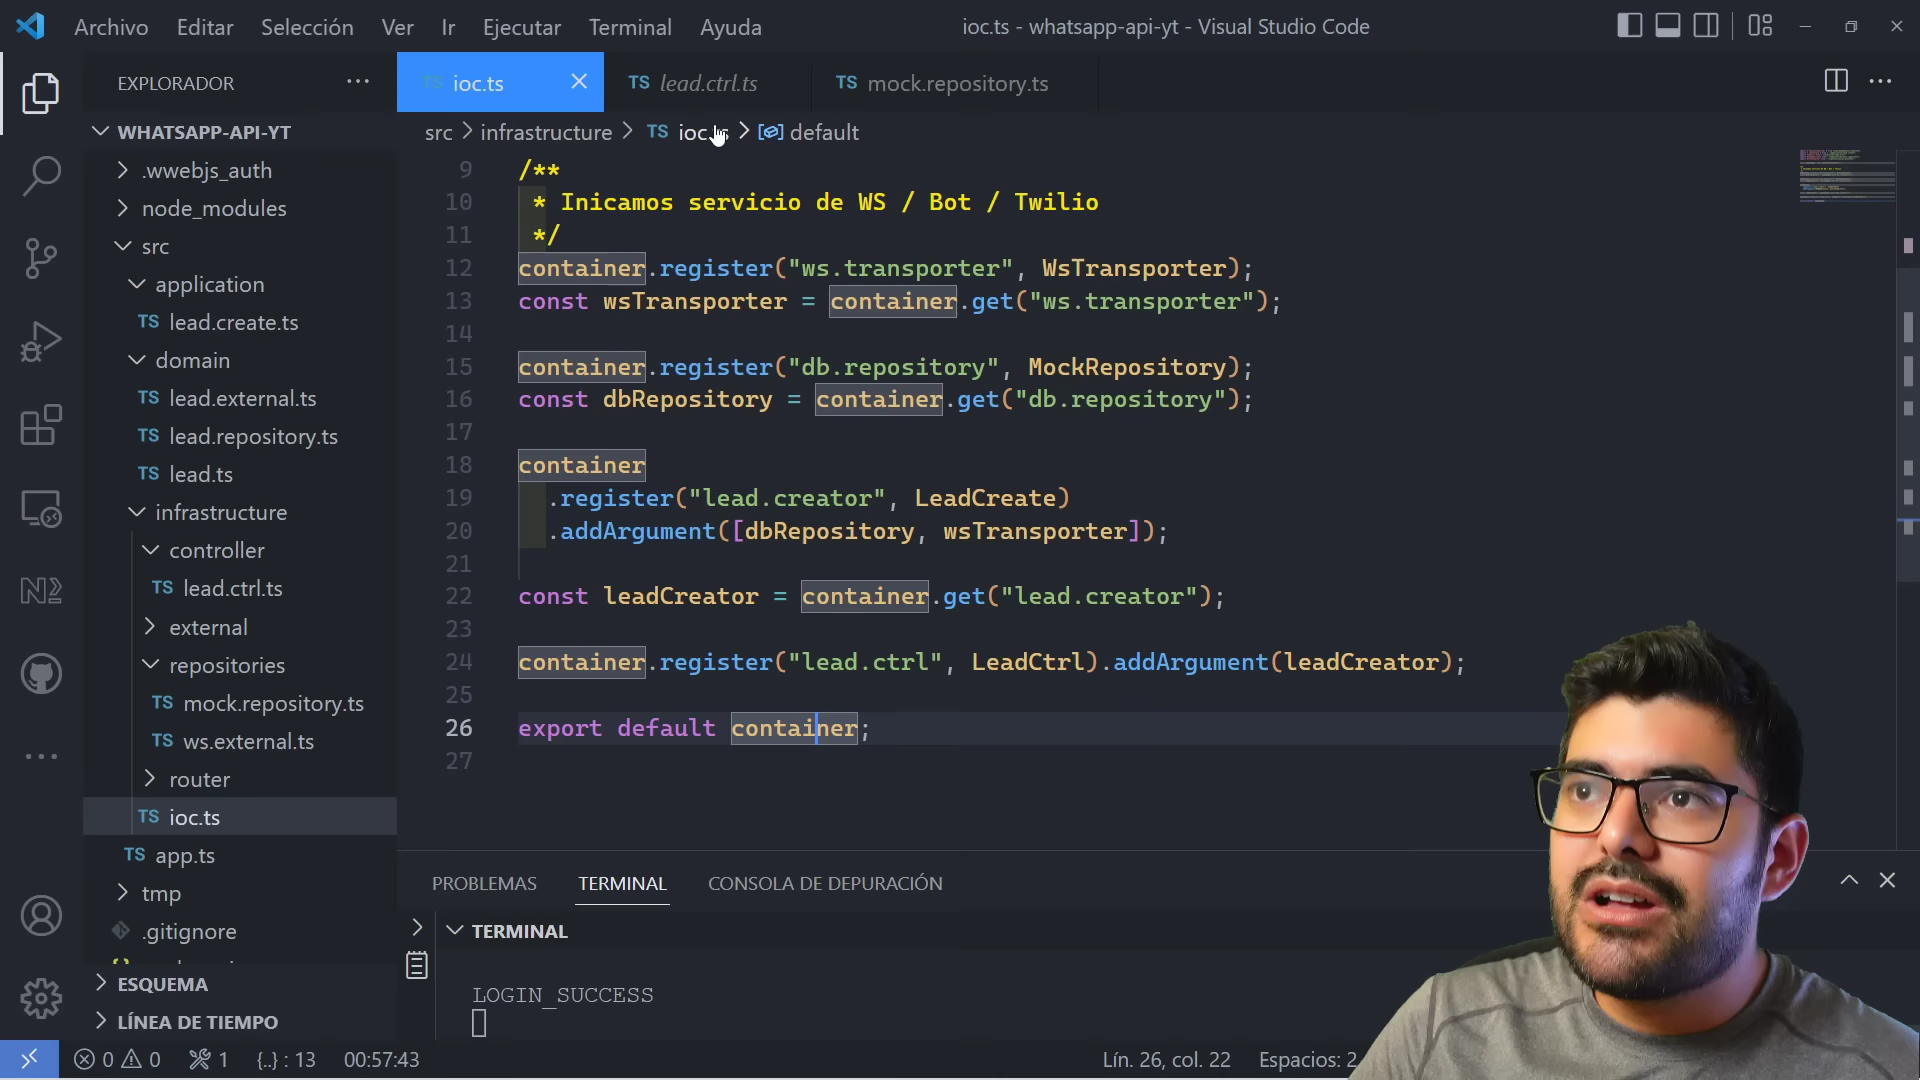 Archivo Editar Selección Ver Ir Ejecutar Terminal Ayuda
ioc.ts - whatsapp-api-yt - Visual Studio Code
EXPLORADOR
WHATSAPP-API-YT
.wwebjs_auth
node_modules
src
application
TS lead.create.ts
domain
TS lead.external.ts
TS lead.repository.ts
TS lead.ts
infrastructure
controller
TS lead.ctrl.ts
external
repositories
TS mock.repository.ts
TS ws.external.ts
router
TS ioc.ts
TS app.ts
tmp
.gitignore
ESQUEMA
LÍNEA DE TIEMPO
TS ioc.ts
TS lead.ctrl.ts
TS mock.repository.ts
src > infrastructure > TS ioc.ts > default
9 /**
10 * Inicamos servicio de WS / Bot / Twilio
11 */
12 container.register("ws.transporter", WsTransporter);
13 const wsTransporter = container.get("ws.transporter");
14
15 container.register("db.repository", MockRepository);
16 const dbRepository = container.get("db.repository");
17
18 container
19 .register("lead.creator", LeadCreate)
20 .addArgument([dbRepository, wsTransporter]);
21
22 const leadCreator = container.get("lead.creator");
23
24 container.register("lead.ctrl", LeadCtrl).addArgument(leadCreator);
25
26 export default container;
27
PROBLEMAS TERMINAL CONSOLA DE DEPURACIÓN
TERMINAL
LOGIN_SUCCESS
0 0 1 {..} : 13 00:57:43
Lín. 26, col. 22 Espacios: 2